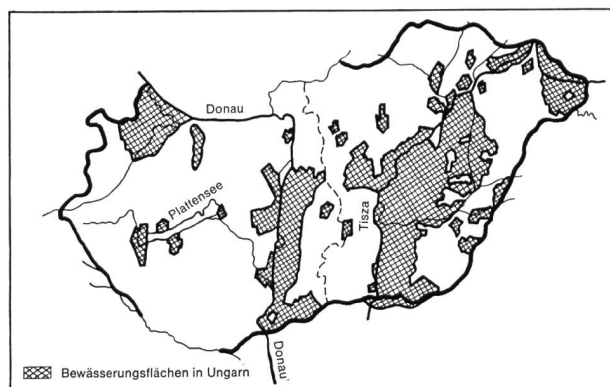 Donau
Plattensee
Tisza
Donau
Bewässerungsflächen in Ungarn